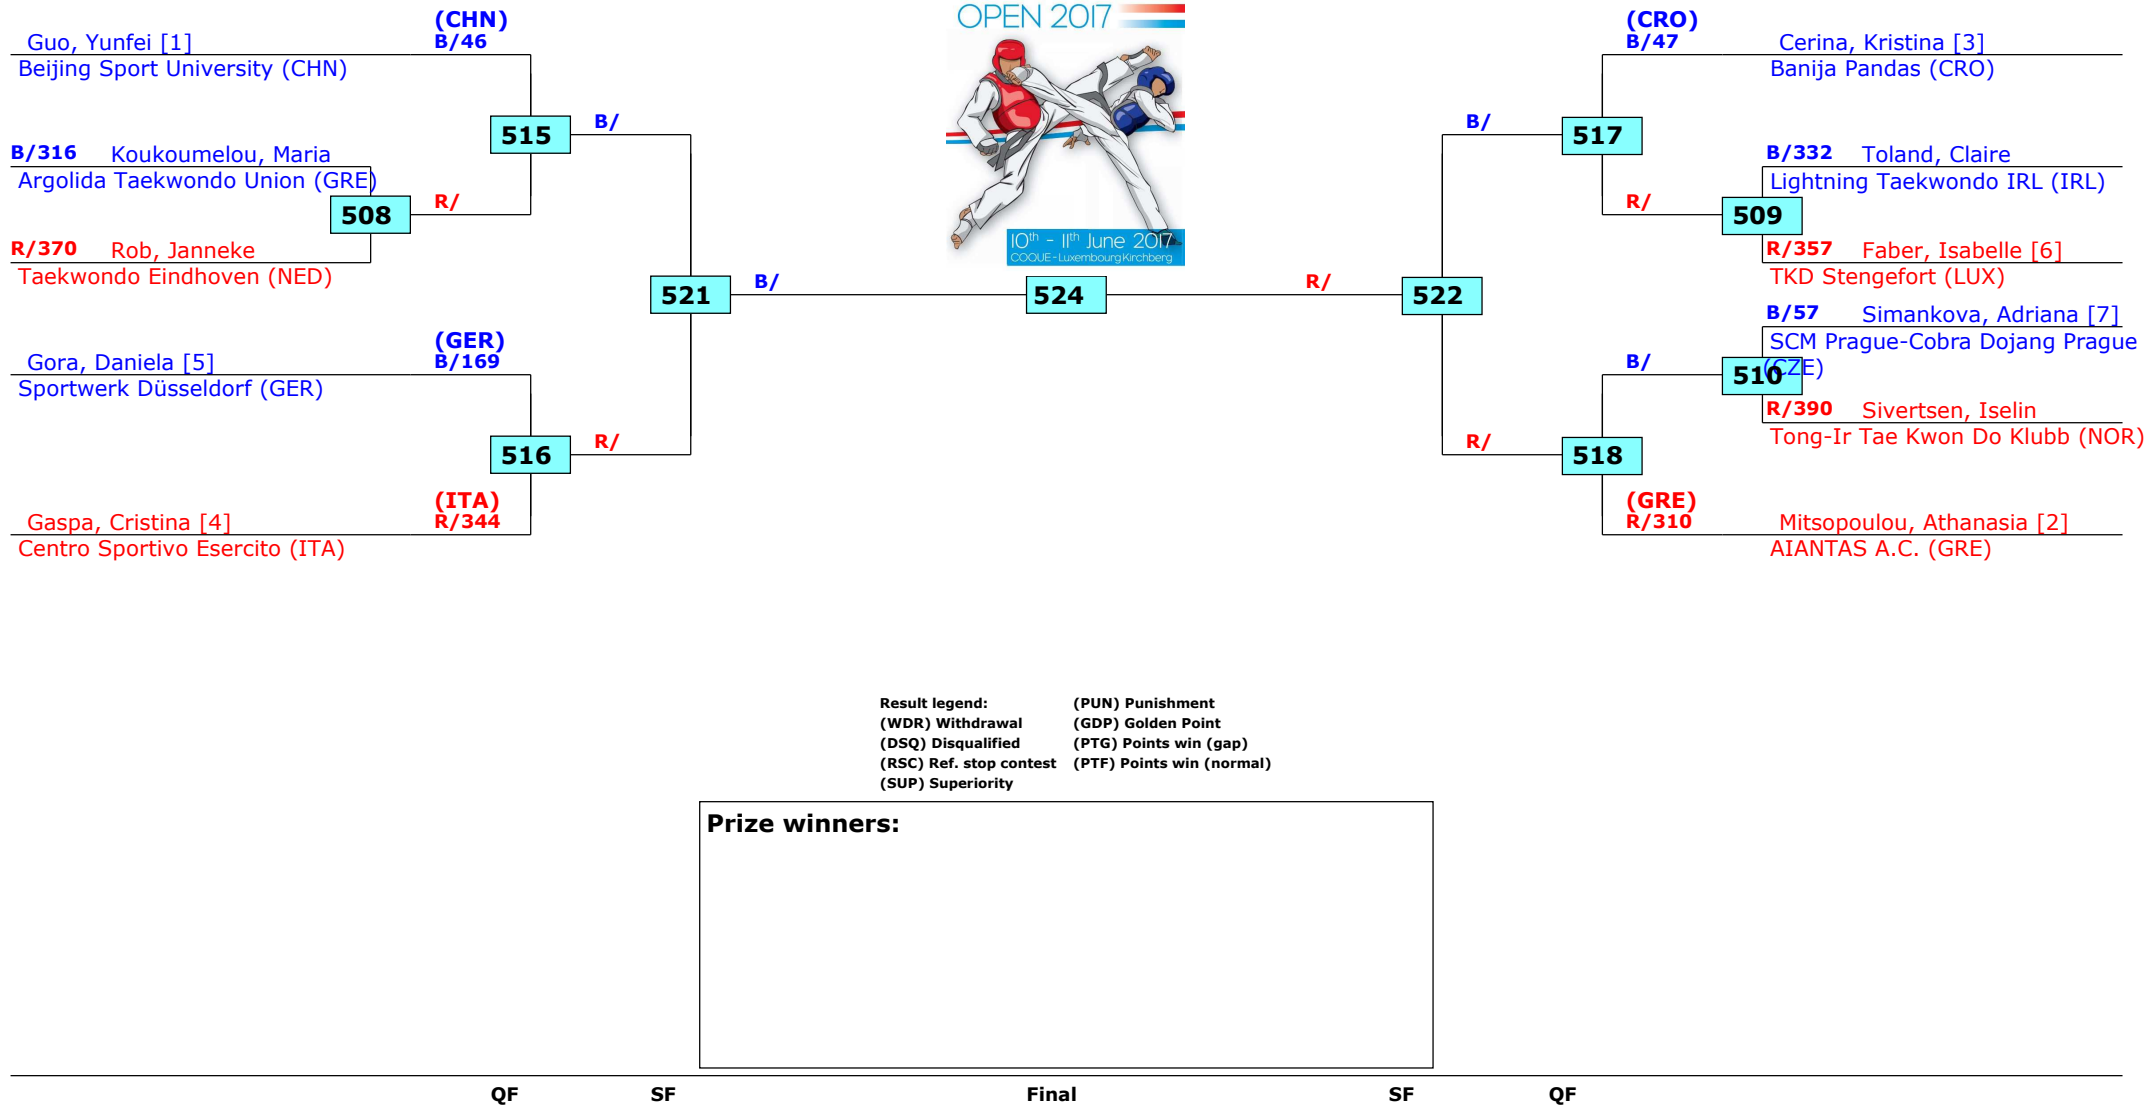 OPEN 2017
10th - 11th June 2017
COQUE - Luxembourg Kirchberg
(CHN)
Guo, Yunfei [1]
B/46
Beijing Sport University (CHN)
515
B/
B/316 Koukoumelou, Maria
Argolida Taekwondo Union (GRE)
508
R/
R/370 Rob, Janneke
Taekwondo Eindhoven (NED)
521
B/
(GER)
Gora, Daniela [5]
B/169
Sportwerk Düsseldorf (GER)
516
R/
(ITA)
Gaspa, Cristina [4]
R/344
Centro Sportivo Esercito (ITA)
524
(CRO)
B/47
Cerina, Kristina [3]
Banija Pandas (CRO)
B/
517
B/332 Toland, Claire
Lightning Taekwondo IRL (IRL)
R/
509
R/357 Faber, Isabelle [6]
TKD Stengefort (LUX)
R/
522
B/57 Simankova, Adriana [7]
SCM Prague-Cobra Dojang Prague
(CZE)
B/
510
R/390 Sivertsen, Iselin
Tong-Ir Tae Kwon Do Klubb (NOR)
R/
518
(GRE)
R/310
Mitsopoulou, Athanasia [2]
AIANTAS A.C. (GRE)
Result legend:
(WDR) Withdrawal
(DSQ) Disqualified
(RSC) Ref. stop contest
(SUP) Superiority
(PUN) Punishment
(GDP) Golden Point
(PTG) Points win (gap)
(PTF) Points win (normal)
Prize winners:
QF SF Final SF QF